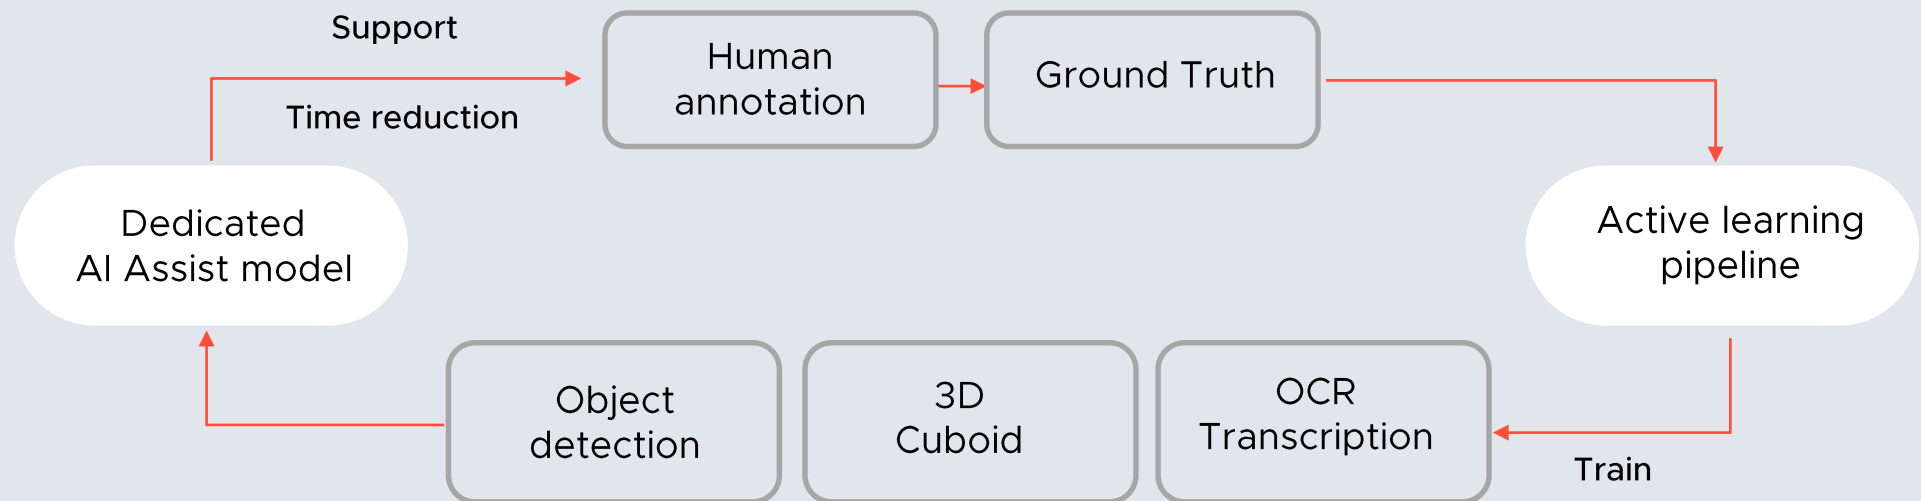 Support
Time reduction
Human
annotation
Ground Truth
Dedicated
AI Assist model
Active learning
pipeline
Object
detection
3D
Cuboid
OCR
Transcription
Train